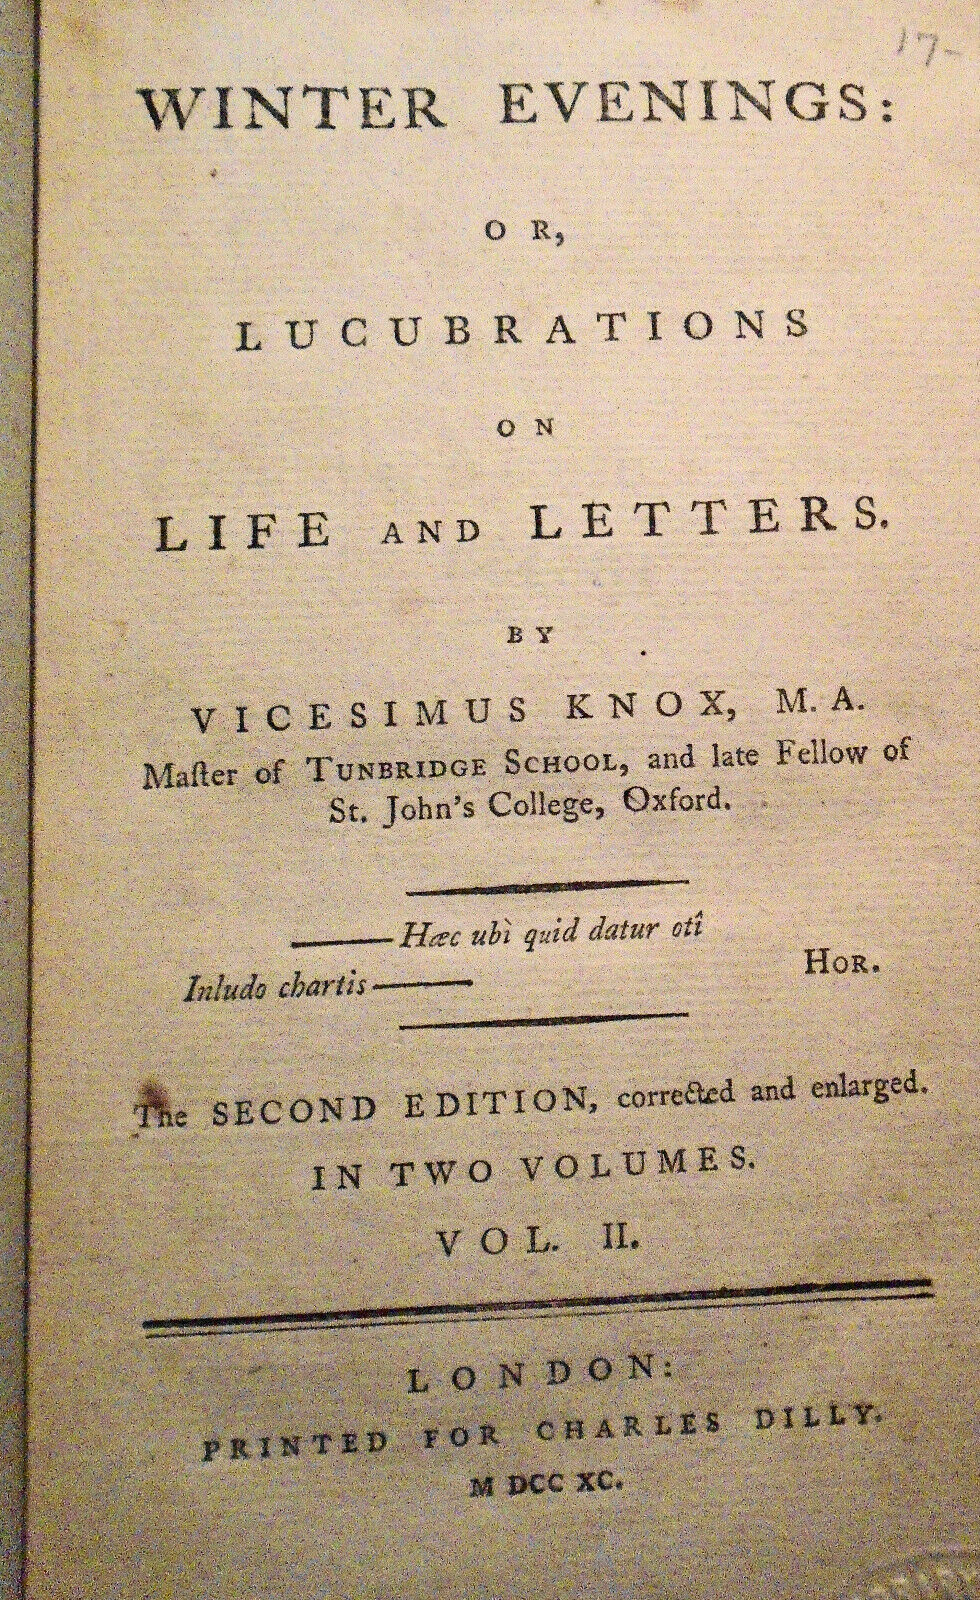 17-
WINTER EVENINGS:
OR,
LUCUBRATIONS
ON
LIFE AND LETTERS.
BY
VICESIMUS KNOX, M. A.
Maſter of TUNBRIDGE SCHOOL, and late Fellow of
St. John's College, Oxford.
———Hæc ubì quid datur otî
Inludo chartis———
HOR.
The SECOND EDITION, corrected and enlarged.
IN TWO VOLUMES.
VOL. II.
LONDON:
PRINTED FOR CHARLES DILLY.
M DCC XC.